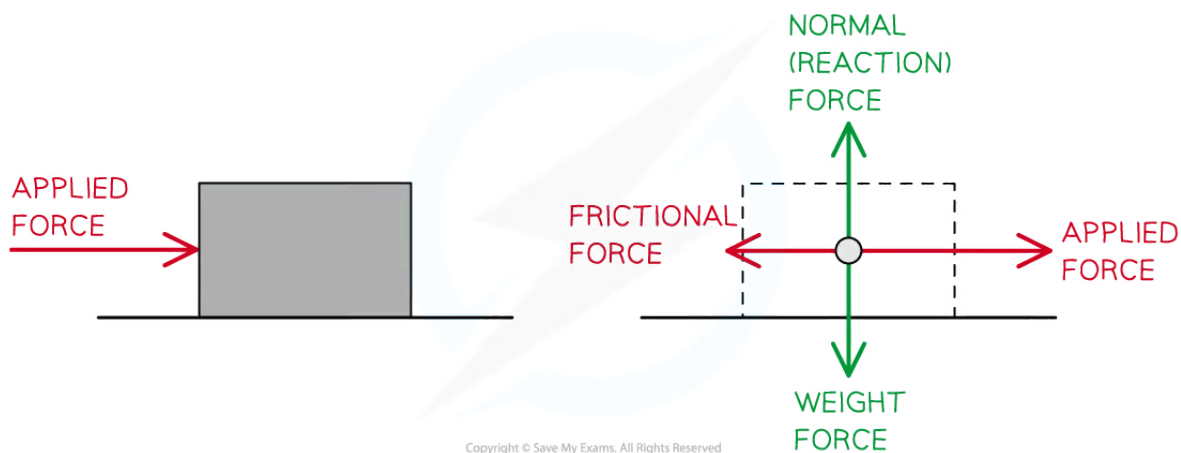 APPLIED
FORCE
NORMAL
(REACTION)
FORCE
FRICTIONAL
FORCE
APPLIED
FORCE
WEIGHT
FORCE
Copyright © Save My Exams. All Rights Reserved